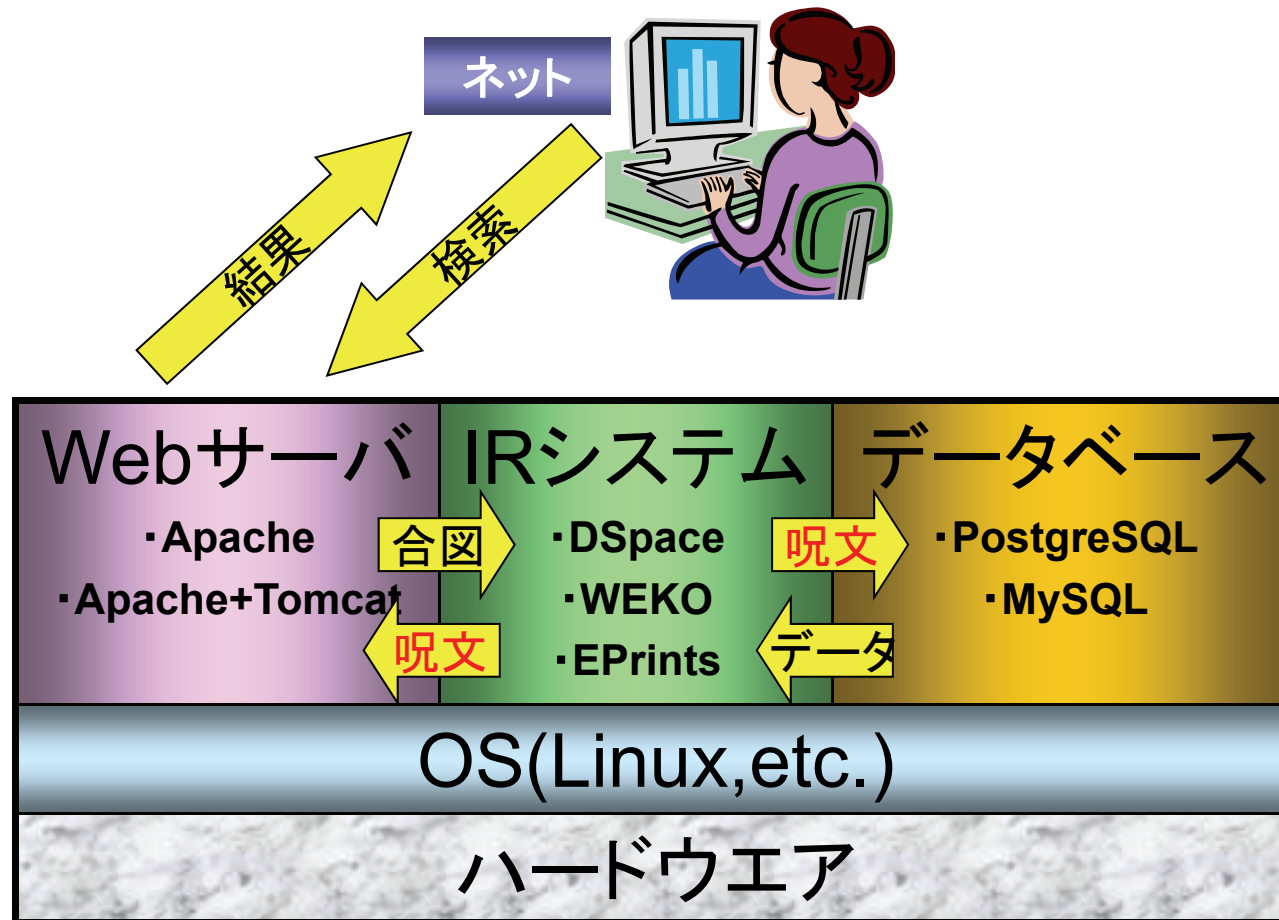 ネット
結果
検索
Webサーバ
・Apache
・Apache+Tomcat
合図
呪文
IRシステム
・DSpace
・WEKO
・EPrints
呪文
データ
データベース
・PostgreSQL
・MySQL
OS(Linux,etc.)
ハードウエア